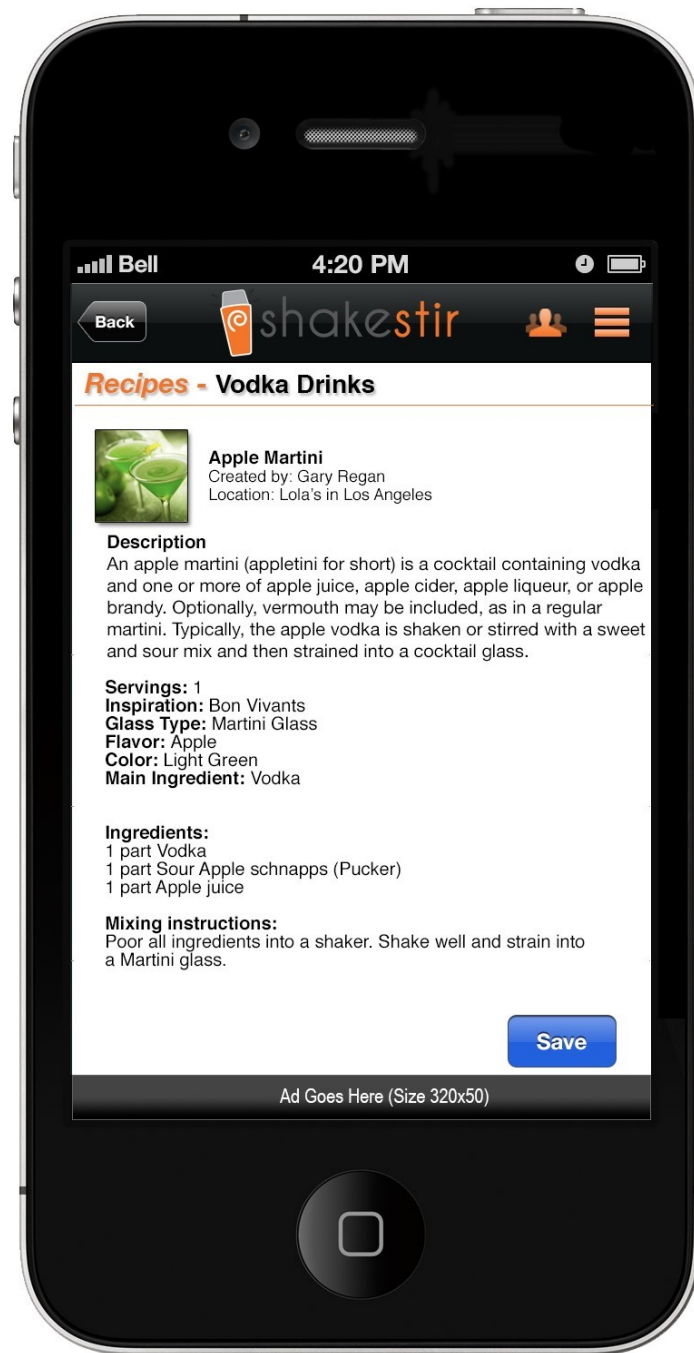 Bell 4:20 PM
Back shakestir
Recipes - Vodka Drinks
Apple Martini
Created by: Gary Regan
Location: Lola's in Los Angeles
Description
An apple martini (appletini for short) is a cocktail containing vodka
and one or more of apple juice, apple cider, apple liqueur, or apple
brandy. Optionally, vermouth may be included, as in a regular
martini. Typically, the apple vodka is shaken or stirred with a sweet
and sour mix and then strained into a cocktail glass.
Servings: 1
Inspiration: Bon Vivants
Glass Type: Martini Glass
Flavor: Apple
Color: Light Green
Main Ingredient: Vodka
Ingredients:
1 part Vodka
1 part Sour Apple schnapps (Pucker)
1 part Apple juice
Mixing instructions:
Poor all ingredients into a shaker. Shake well and strain into
a Martini glass.
Save
Ad Goes Here (Size 320x50)